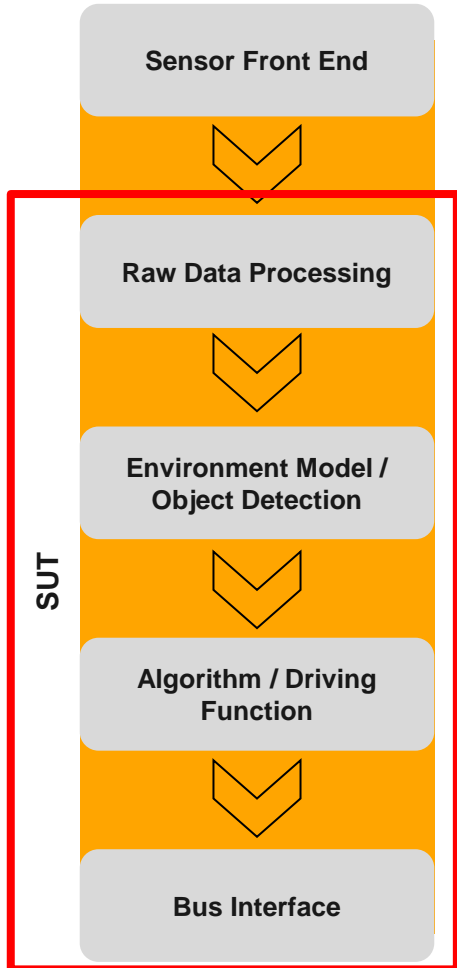 Sensor Front End
Raw Data Processing
Environment Model /
Object Detection
SUT
Algorithm / Driving
Function
Bus Interface